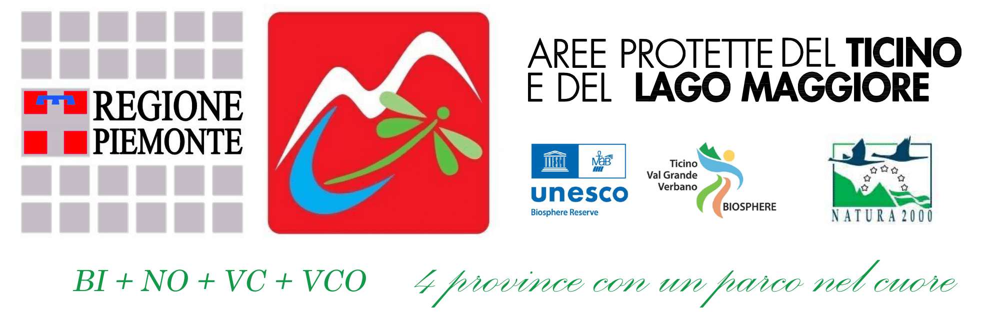 REGIONE
PIEMONTE
AREE PROTETTE DEL TICINO
E DEL LAGO MAGGIORE
UNESCO
MaB
unesco
Biosphere Reserve
Ticino
Val Grande
Verbano
BIOSPHERE
NATURA 2000
BI + NO + VC + VCO 4 province con un parco nel cuore